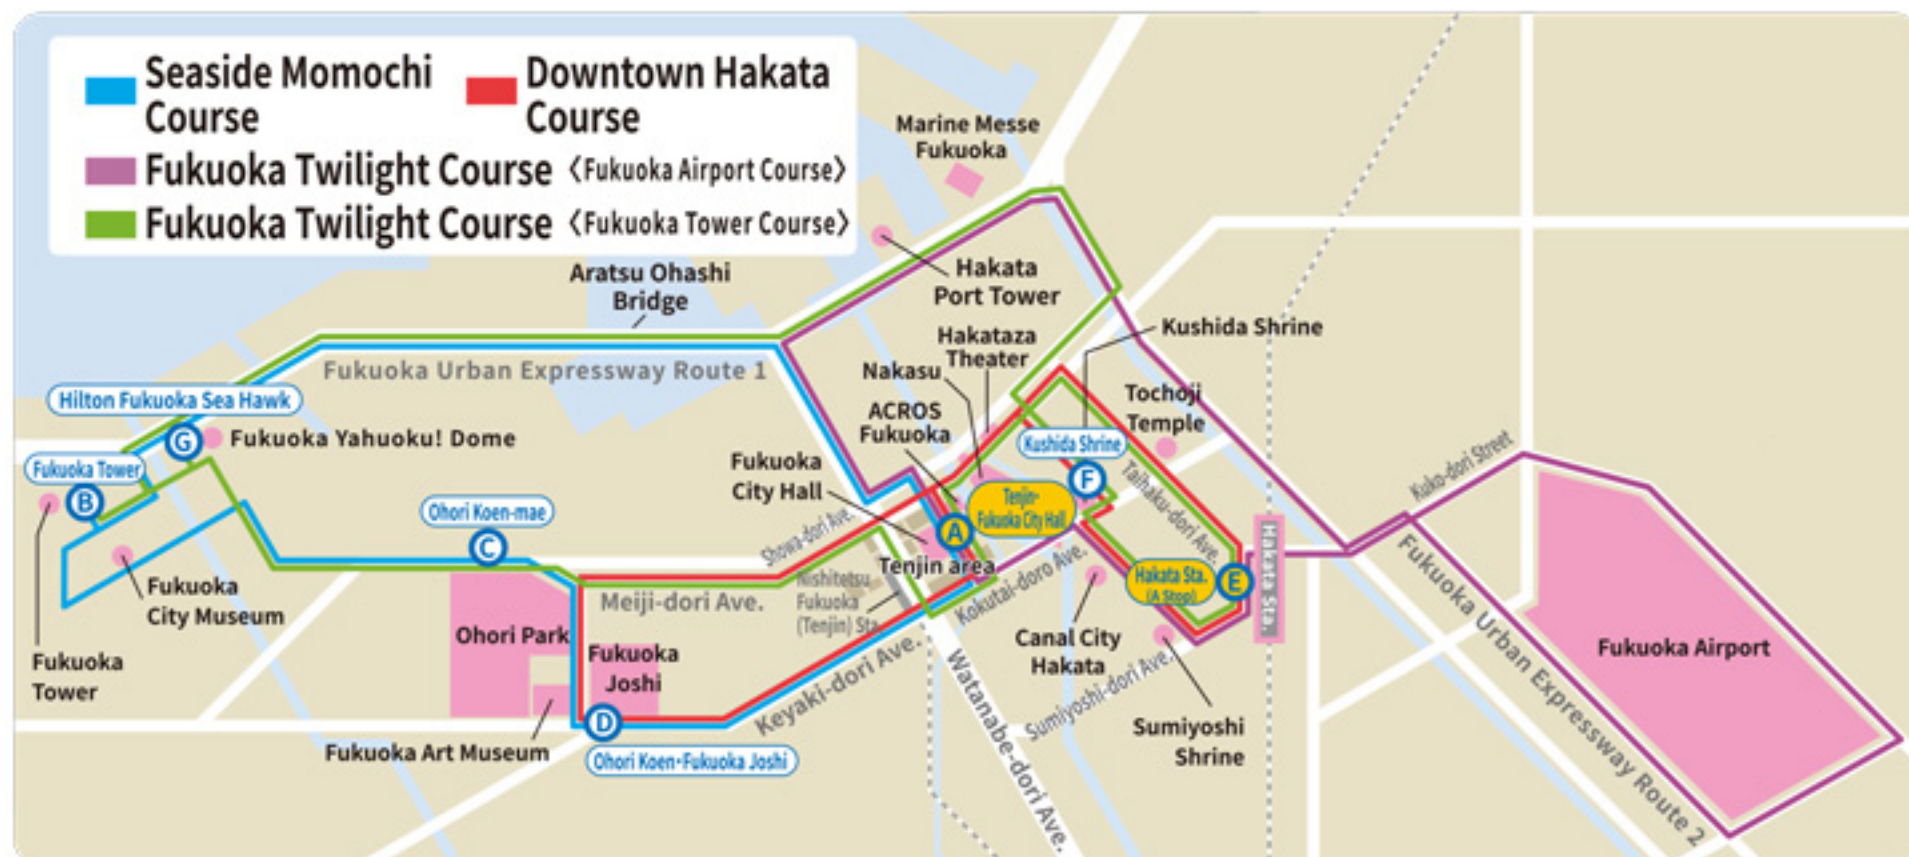 Seaside Momochi
Course
Downtown Hakata
Course
Fukuoka Twilight Course 〈Fukuoka Airport Course〉
Fukuoka Twilight Course 〈Fukuoka Tower Course〉
Marine Messe
Fukuoka
Aratsu Ohashi
Bridge
Hakata
Port Tower
Hakataza
Theater
Kushida Shrine
Nakasu
Fukuoka Urban Expressway Route 1
Hilton Fukuoka Sea Hawk
G
Fukuoka Yahuoku! Dome
ACROS
Fukuoka
Tochoji
Temple
Kushida Shrine
F
Fukuoka Tower
B
Fukuoka
City Hall
Taihaku-dori Ave.
Kuko-dori Street
Tenjin-
Fukuoka City Hall
A
Ohori Koen-mae
C
Showa-dori Ave.
Tenjin area
Hakata Sta.
(A Stop)
E
Hakata Sta.
Fukuoka
City Museum
Meiji-dori Ave.
Nishitetsu
Fukuoka
(Tenjin) Sta.
Kokutai-doro Ave.
Canal City
Hakata
Fukuoka
Tower
Ohori Park
Fukuoka
Joshi
Keyaki-dori Ave.
Watanabe-dori Ave.
Sumiyoshi-dori Ave.
Sumiyoshi
Shrine
Fukuoka Urban Expressway Route 2
Fukuoka Airport
D
Fukuoka Art Museum
Ohori Koen・Fukuoka Joshi